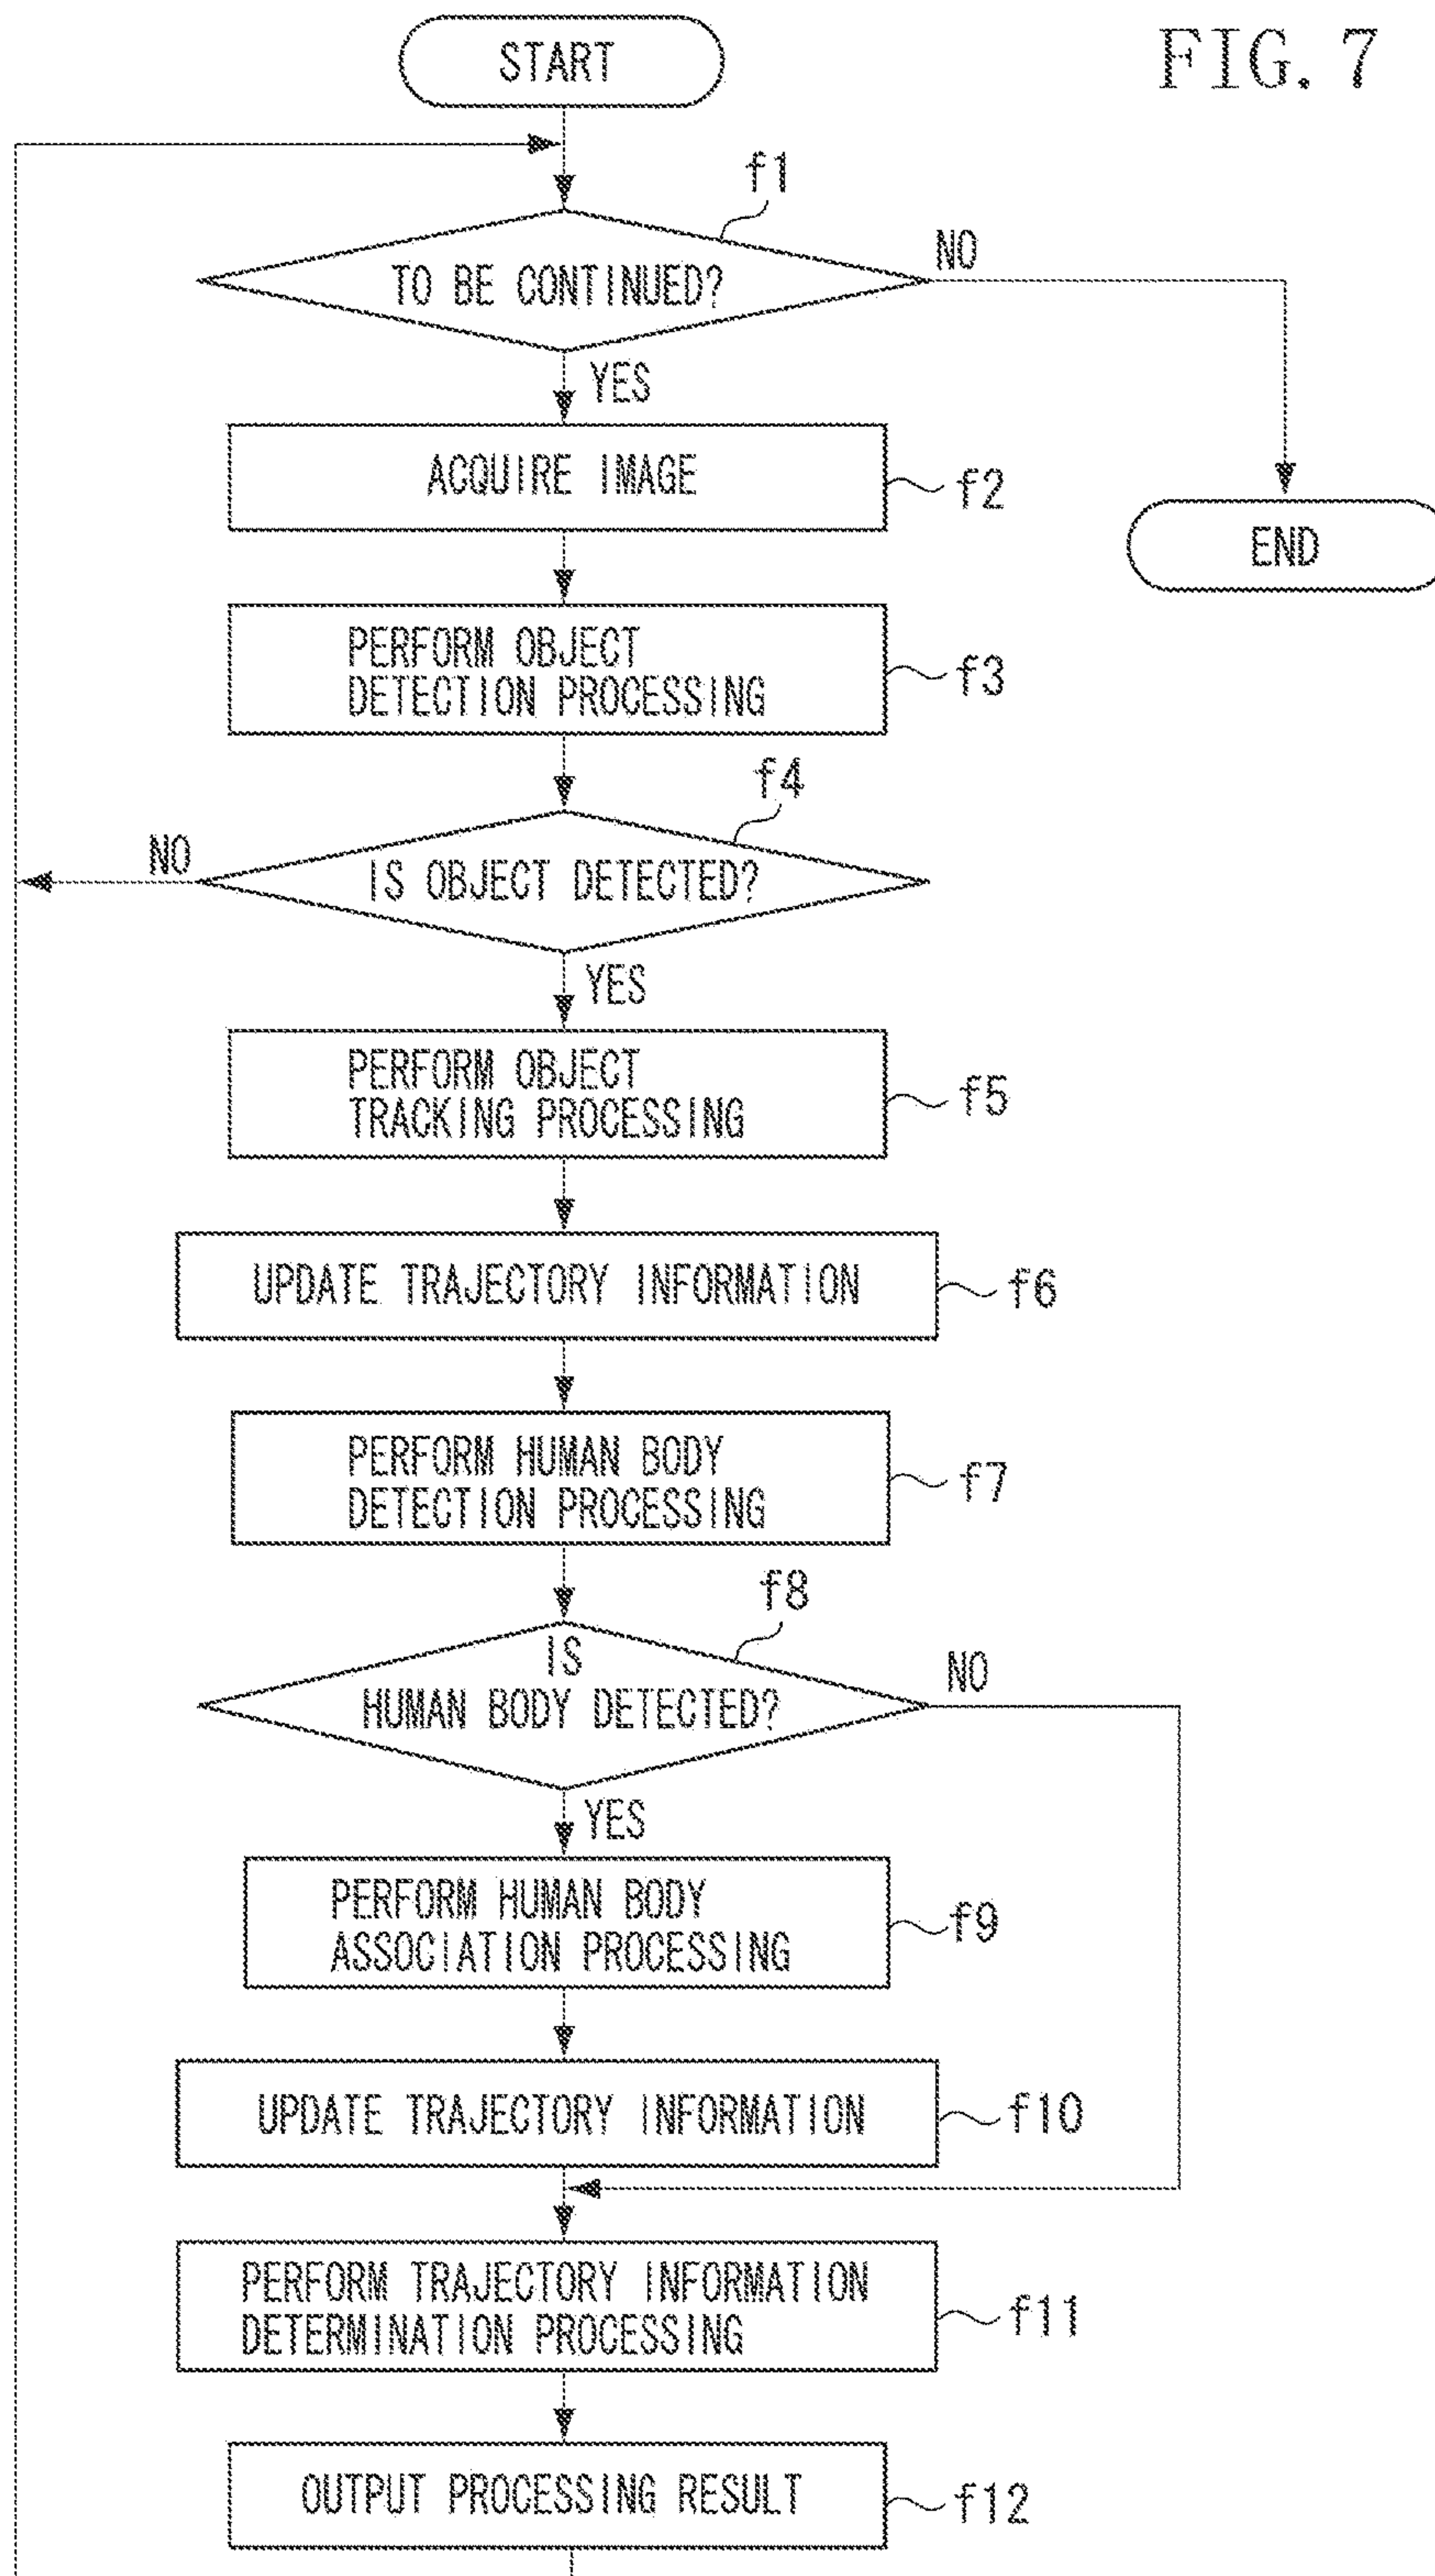 FIG. 7
START
f1
TO BE CONTINUED?
NO
YES
ACQUIRE IMAGE
f2
END
PERFORM OBJECT
DETECTION PROCESSING
f3
f4
NO
IS OBJECT DETECTED?
YES
PERFORM OBJECT
TRACKING PROCESSING
f5
UPDATE TRAJECTORY INFORMATION
f6
PERFORM HUMAN BODY
DETECTION PROCESSING
f7
f8
IS
HUMAN BODY DETECTED?
NO
YES
PERFORM HUMAN BODY
ASSOCIATION PROCESSING
f9
UPDATE TRAJECTORY INFORMATION
f10
PERFORM TRAJECTORY INFORMATION
DETERMINATION PROCESSING
f11
OUTPUT PROCESSING RESULT
f12